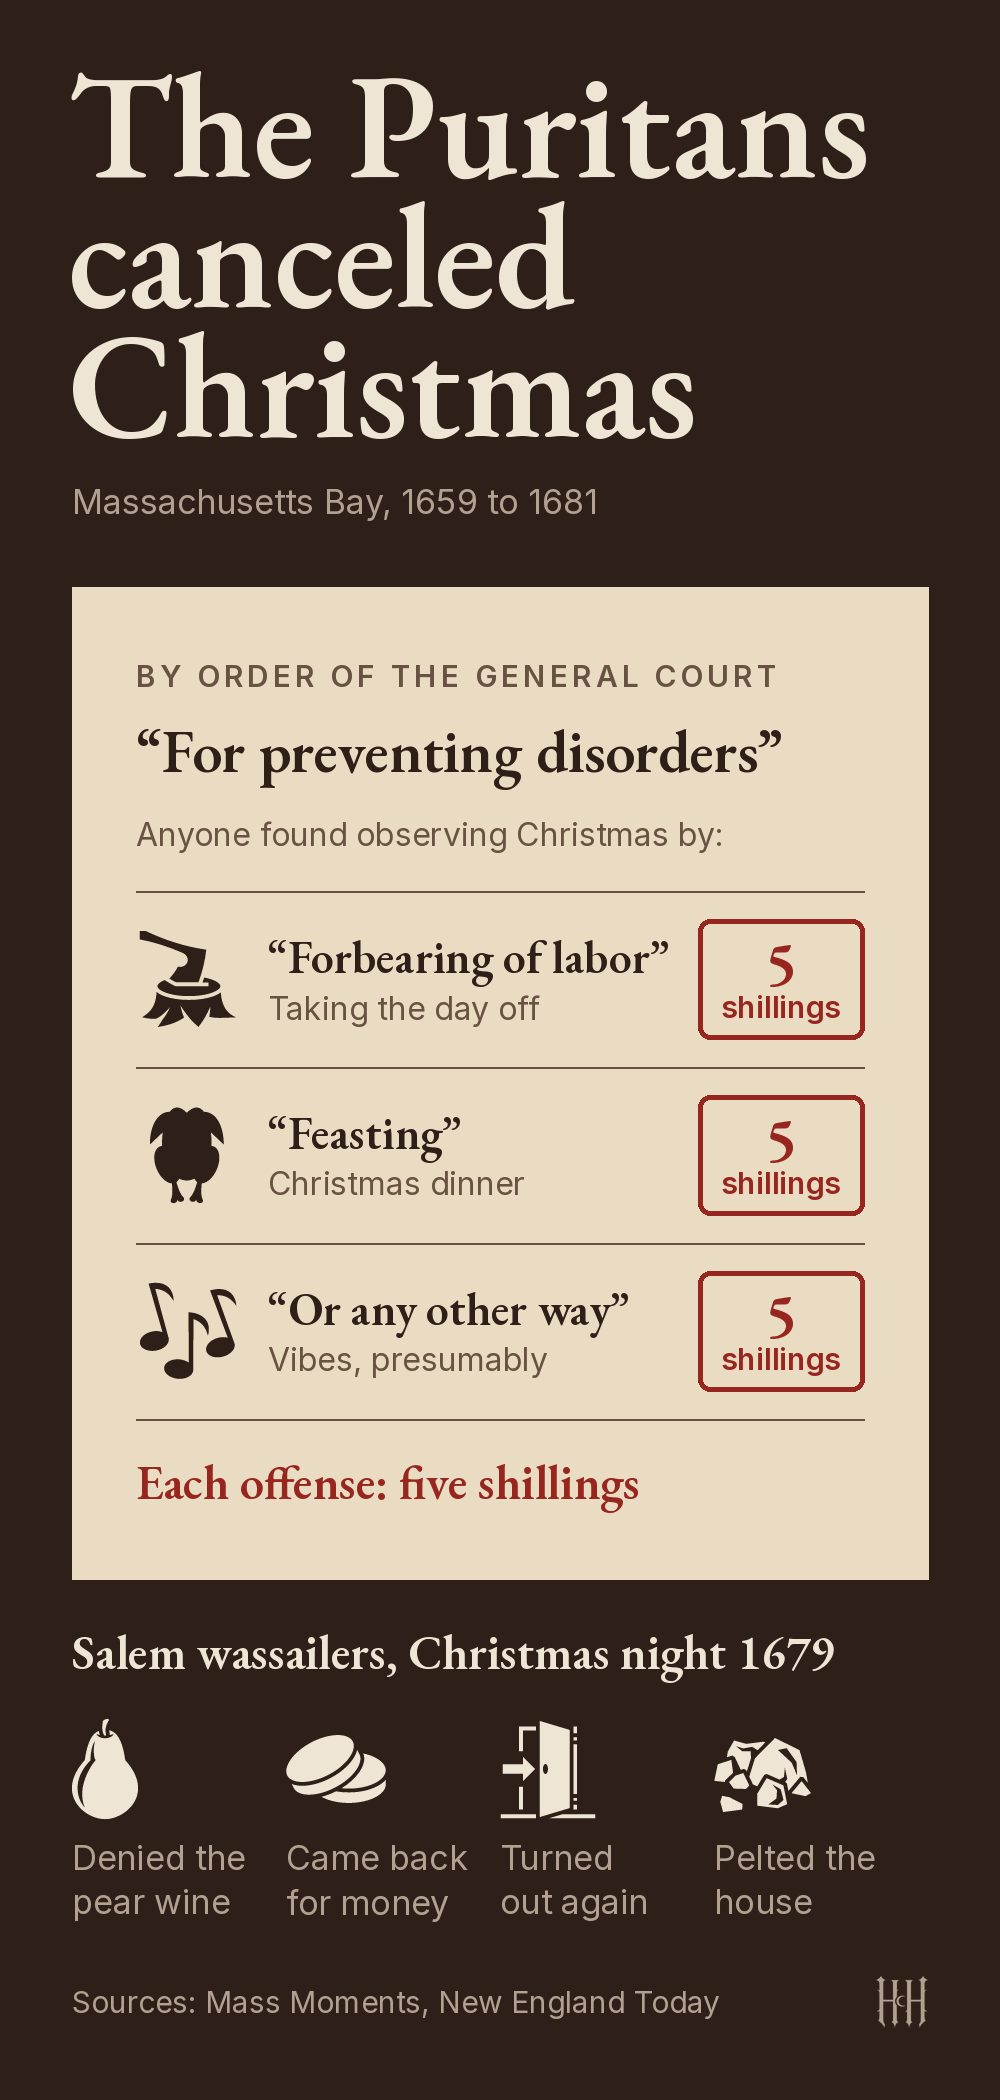 The Puritans
canceled
Christmas
Massachusetts Bay, 1659 to 1681
BY ORDER OF THE GENERAL COURT
“For preventing disorders”
Anyone found observing Christmas by:
“Forbearing of labor”
Taking the day off
5
shillings
“Feasting”
Christmas dinner
5
shillings
“Or any other way”
Vibes, presumably
5
shillings
Each offense: five shillings
Salem wassailers, Christmas night 1679
Denied the
pear wine
Came back
for money
Turned
out again
Pelted the
house
Sources: Mass Moments, New England Today
HCH